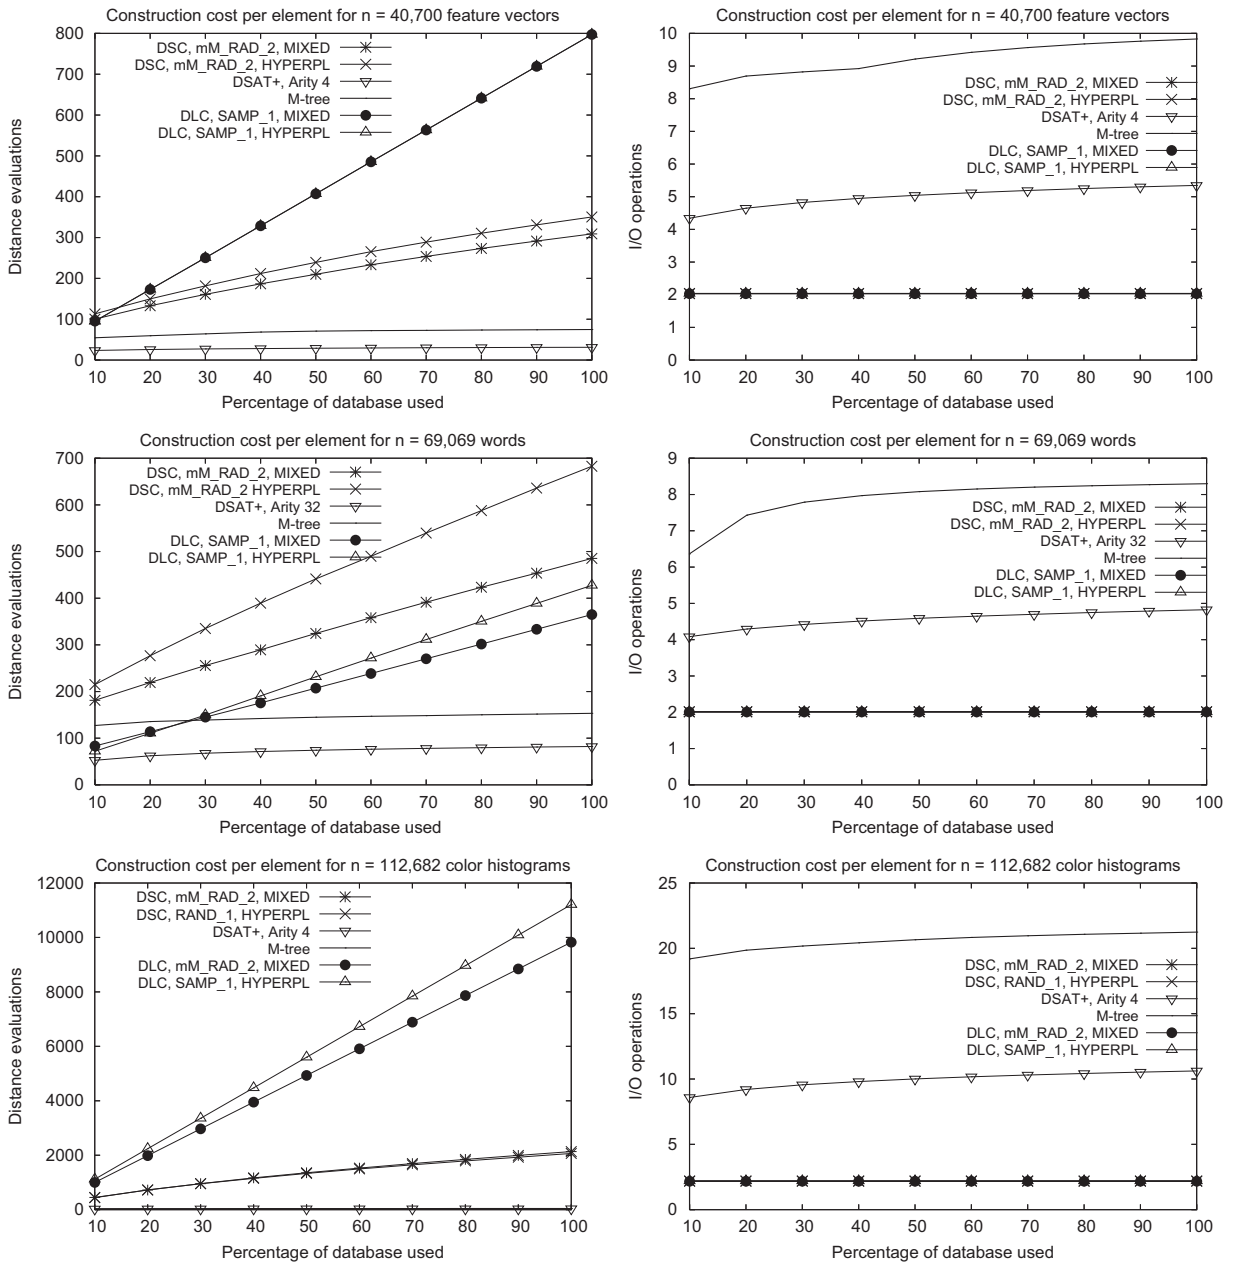 Construction cost per element for n = 40,700 feature vectors
800
700
600
500
400
300
200
100
0
Distance evaluations
DSC, mM_RAD_2, MIXED
DSC, mM_RAD_2, HYPERPL
DSAT+, Arity 4
M-tree
DLC, SAMP_1, MIXED
DLC, SAMP_1, HYPERPL
10 20 30 40 50 60 70 80 90 100
Percentage of database used
Construction cost per element for n = 40,700 feature vectors
10
9
8
7
6
5
4
3
2
1
0
I/O operations
DSC, mM_RAD_2, MIXED
DSC, mM_RAD_2, HYPERPL
DSAT+, Arity 4
M-tree
DLC, SAMP_1, MIXED
DLC, SAMP_1, HYPERPL
10 20 30 40 50 60 70 80 90 100
Percentage of database used
Construction cost per element for n = 69,069 words
700
600
500
400
300
200
100
0
Distance evaluations
DSC, mM_RAD_2, MIXED
DSC, mM_RAD_2 HYPERPL
DSAT+, Arity 32
M-tree
DLC, SAMP_1, MIXED
DLC, SAMP_1, HYPERPL
10 20 30 40 50 60 70 80 90 100
Percentage of database used
Construction cost per element for n = 69,069 words
9
8
7
6
5
4
3
2
1
0
I/O operations
DSC, mM_RAD_2, MIXED
DSC, mM_RAD_2, HYPERPL
DSAT+, Arity 32
M-tree
DLC, SAMP_1, MIXED
DLC, SAMP_1, HYPERPL
10 20 30 40 50 60 70 80 90 100
Percentage of database used
Construction cost per element for n = 112,682 color histograms
12000
10000
8000
6000
4000
2000
0
Distance evaluations
DSC, mM_RAD_2, MIXED
DSC, RAND_1, HYPERPL
DSAT+, Arity 4
M-tree
DLC, mM_RAD_2, MIXED
DLC, SAMP_1, HYPERPL
10 20 30 40 50 60 70 80 90 100
Percentage of database used
Construction cost per element for n = 112,682 color histograms
25
20
15
10
5
0
I/O operations
DSC, mM_RAD_2, MIXED
DSC, RAND_1, HYPERPL
DSAT+, Arity 4
M-tree
DLC, mM_RAD_2, MIXED
DLC, SAMP_1, HYPERPL
10 20 30 40 50 60 70 80 90 100
Percentage of database used